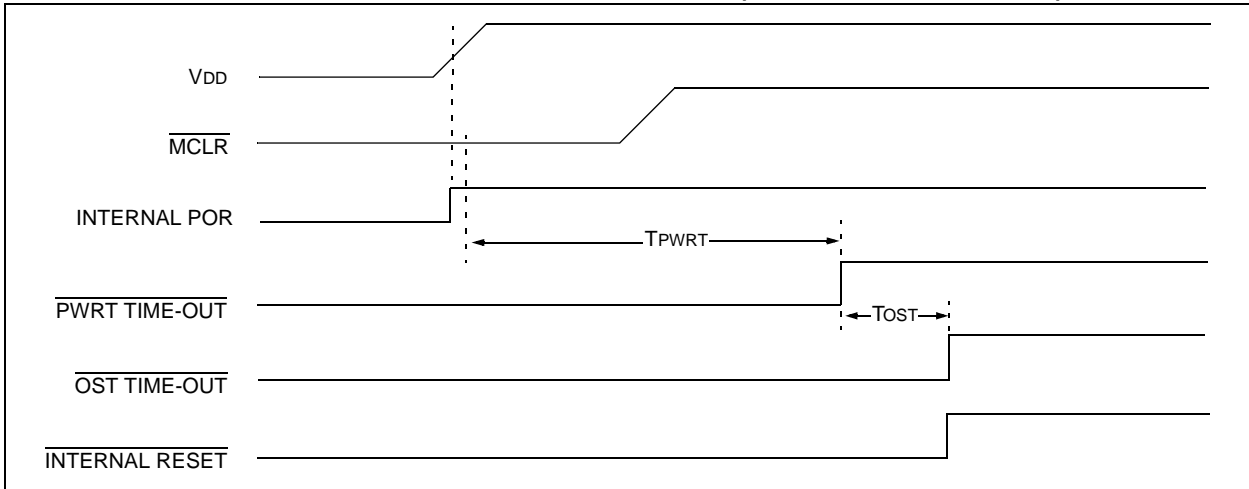 VDD
MCLR
INTERNAL POR
TPWRT
PWRT TIME-OUT
TOST
OST TIME-OUT
INTERNAL RESET